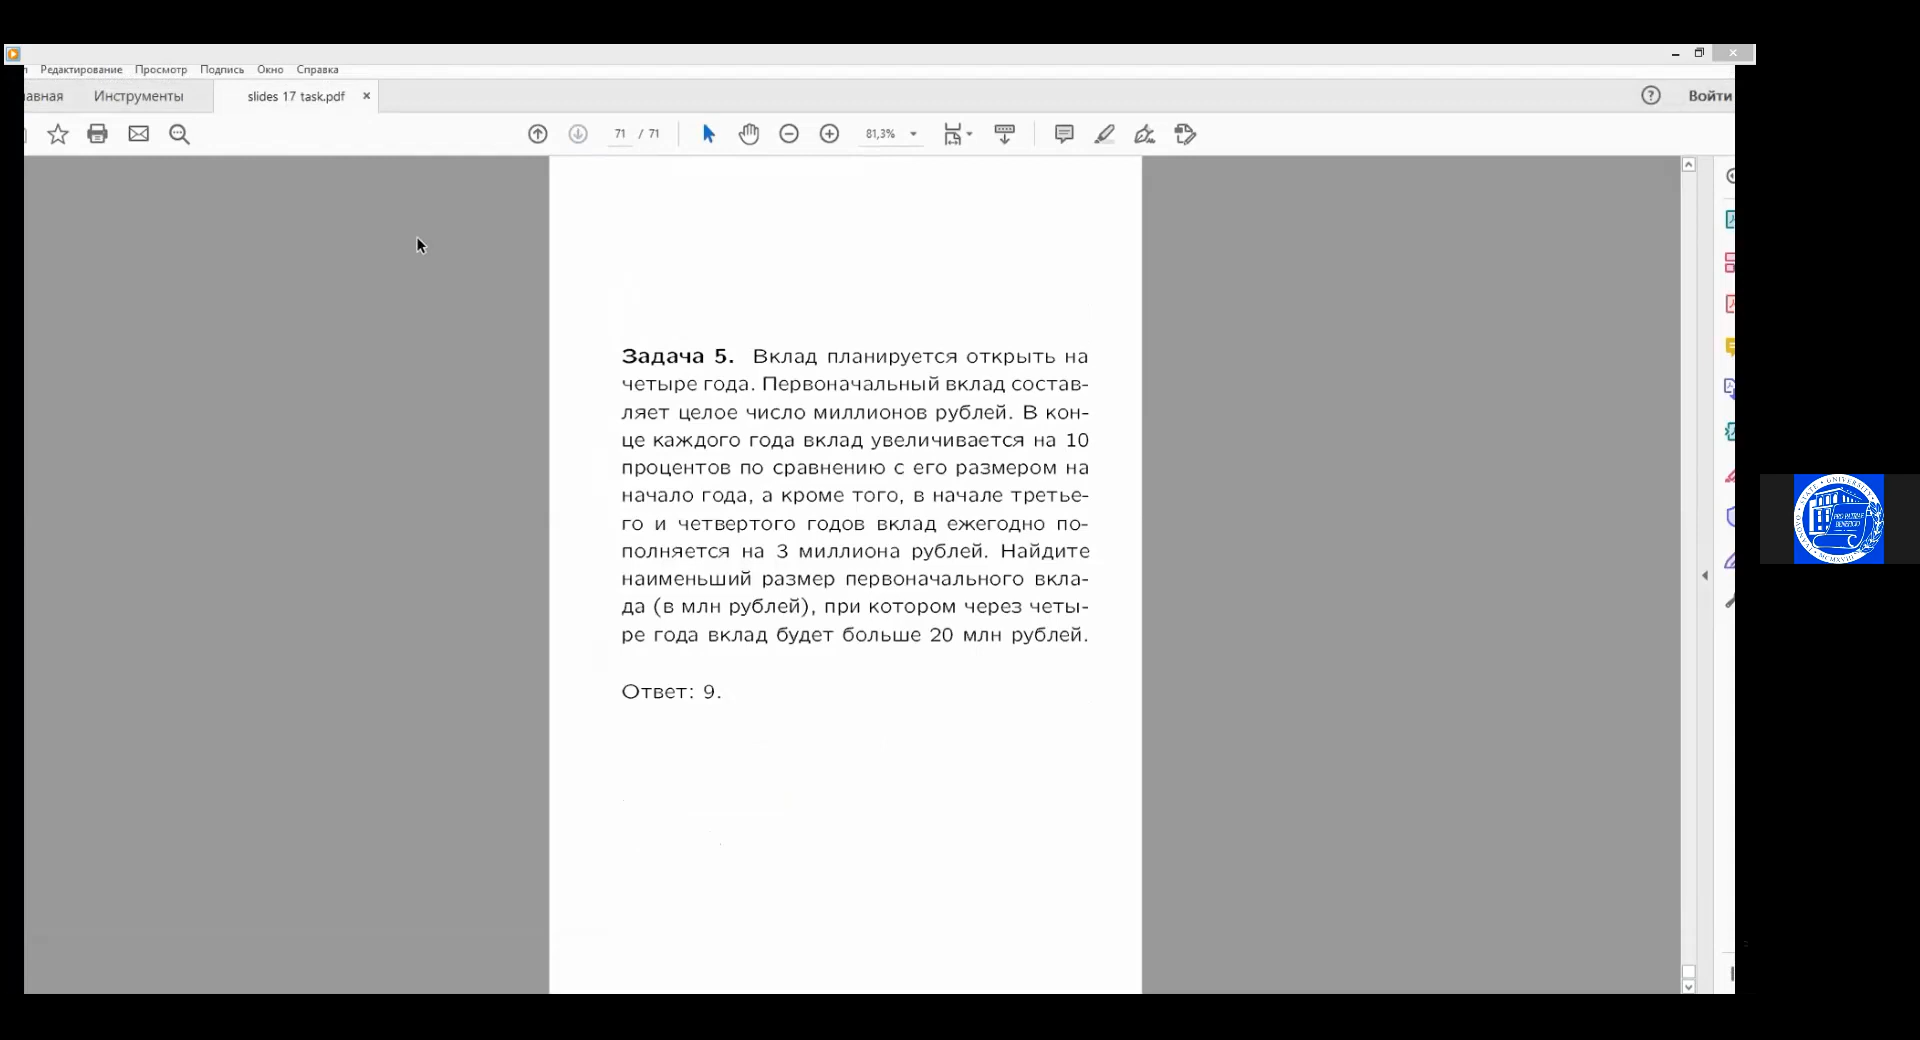 Редактирование Просмотр Подпись Окно Справка
Инструменты slides 17 task.pdf Войти
71 / 71 81,3%
Задача 5. Вклад планируется открыть на
четыре года. Первоначальный вклад состав-
ляет целое число миллионов рублей. В кон-
це каждого года вклад увеличивается на 10
процентов по сравнению с его размером на
начало года, а кроме того, в начале третье-
го и четвертого годов вклад ежегодно по-
полняется на 3 миллиона рублей. Найдите
наименьший размер первоначального вкла-
да (в млн рублей), при котором через четы-
ре года вклад будет больше 20 млн рублей.
Ответ: 9.